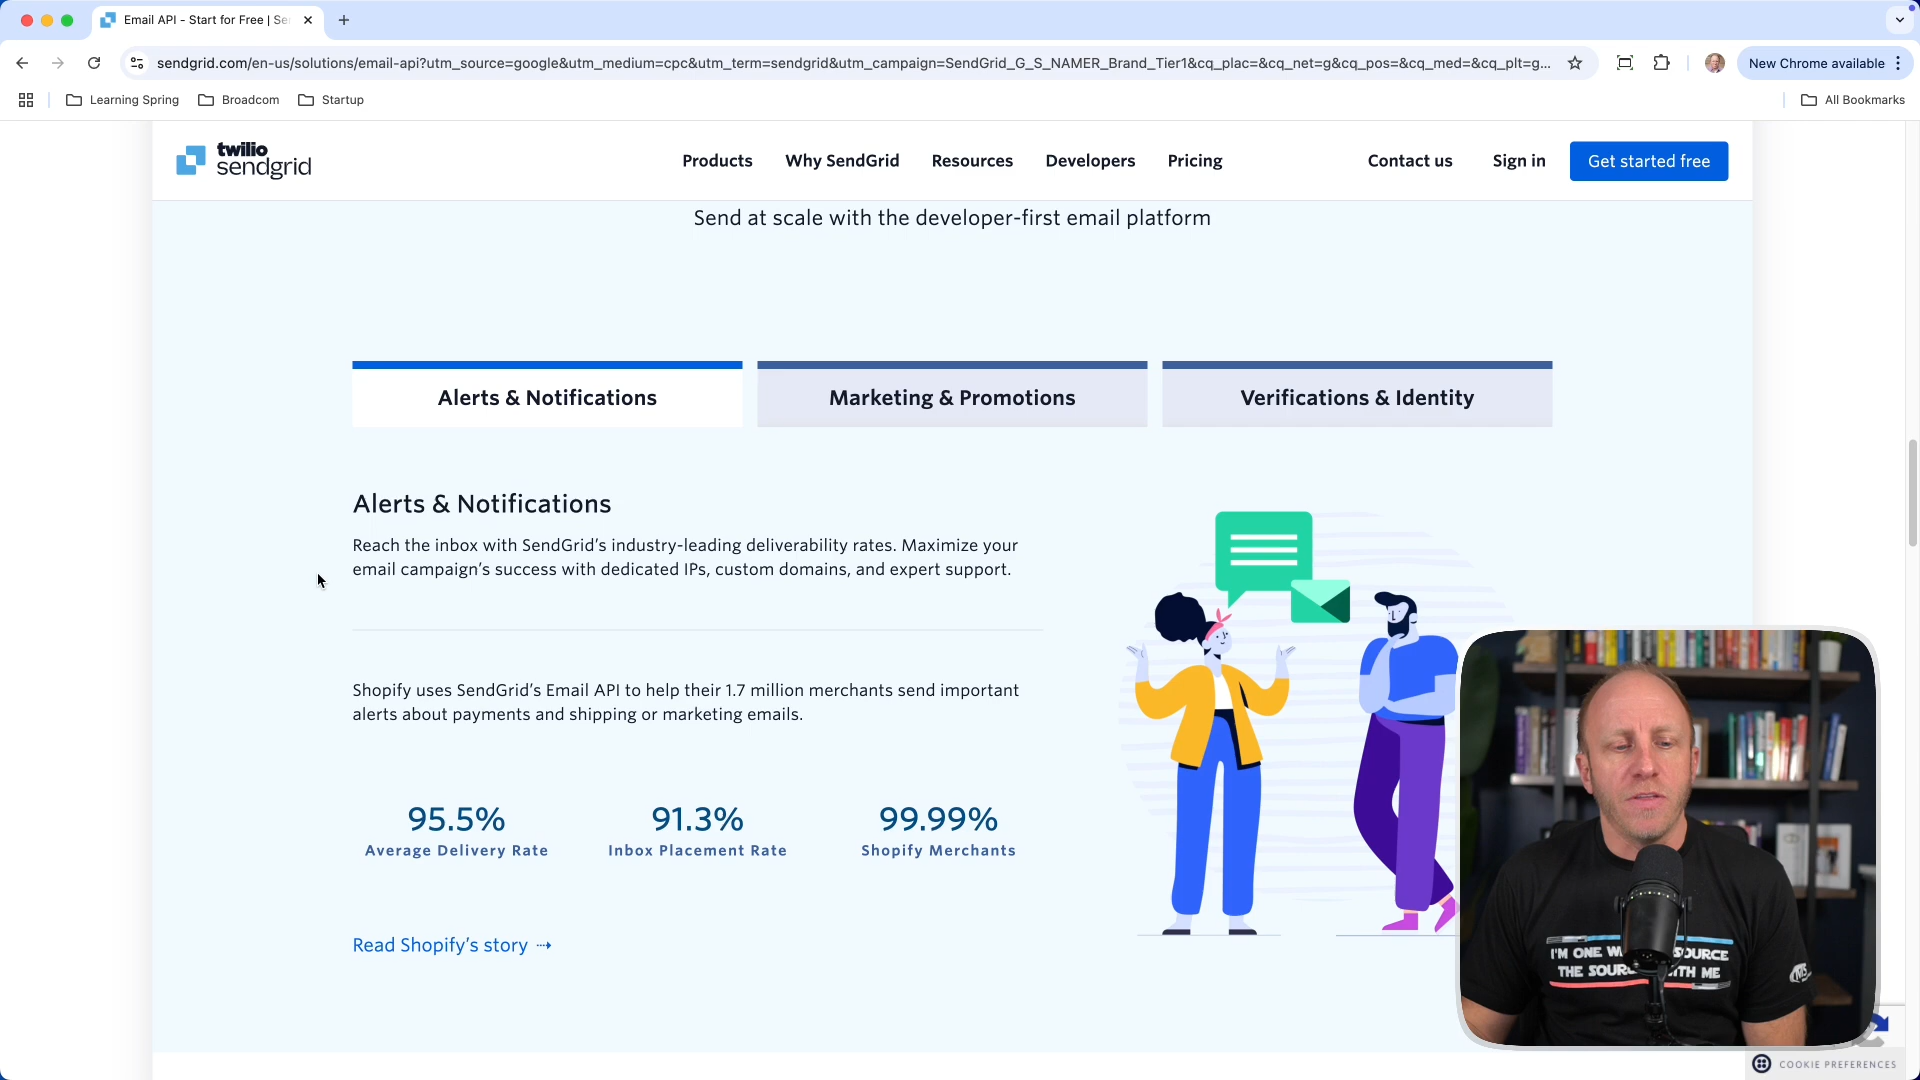 Email API - Start for Free | Se
sendgrid.com/en-us/solutions/email-api?utm_source=google&utm_medium=cpc&utm_term=sendgrid&utm_campaign=SendGrid_G_S_NAMER_Brand_Tier1&cq_plac=&cq_net=g&cq_pos=&cq_med=&cq_plt=g...
New Chrome available
Learning Spring
Broadcom
Startup
All Bookmarks
twilio
sendgrid
Products
Why SendGrid
Resources
Developers
Pricing
Contact us
Sign in
Get started free
Send at scale with the developer-first email platform
Alerts & Notifications
Marketing & Promotions
Verifications & Identity
Alerts & Notifications
Reach the inbox with SendGrid’s industry-leading deliverability rates. Maximize your
email campaign’s success with dedicated IPs, custom domains, and expert support.
Shopify uses SendGrid’s Email API to help their 1.7 million merchants send important
alerts about payments and shipping or marketing emails.
95.5%
Average Delivery Rate
91.3%
Inbox Placement Rate
99.99%
Shopify Merchants
Read Shopify’s story
I'M ONE W OURCE
THE SOUR TH ME
COOKIE PREFERENCES